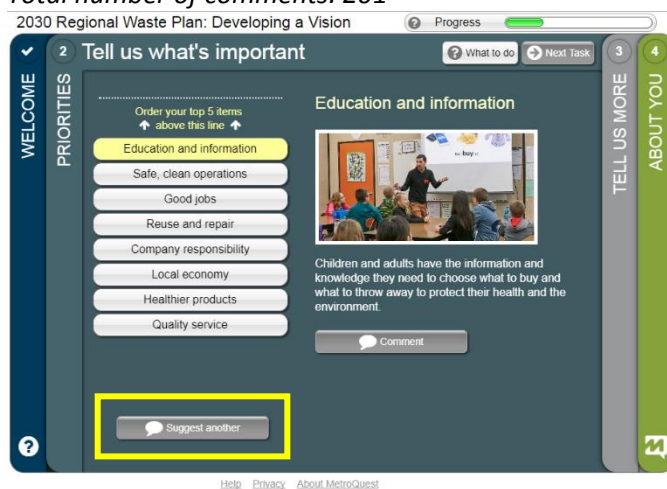 Total number of comments: 261
2030 Regional Waste Plan: Developing a Vision
? Progress
WELCOME
2 PRIORITIES
Tell us what's important
? What to do
Next Task
3 TELL US MORE
4 ABOUT YOU
Order your top 5 items
above this line
Education and information
Safe, clean operations
Good jobs
Reuse and repair
Company responsibility
Local economy
Healthier products
Quality service
Suggest another
?
Education and information
Children and adults have the information and
knowledge they need to choose what to buy and
what to throw away to protect their health and the
environment.
Comment
Help Privacy About MetroQuest